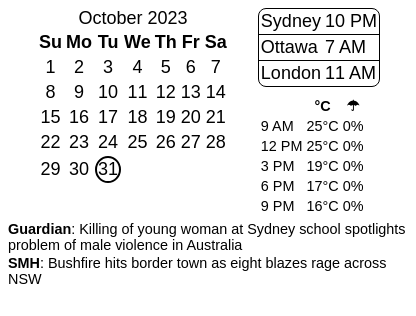 October 2023
Su Mo Tu We Th Fr Sa
1 2 3 4 5 6 7
8 9 10 11 12 13 14
15 16 17 18 19 20 21
22 23 24 25 26 27 28
29 30 31
Sydney 10 PM
Ottawa 7 AM
London 11 AM
°C ☂
9 AM 25°C 0%
12 PM 25°C 0%
3 PM 19°C 0%
6 PM 17°C 0%
9 PM 16°C 0%
Guardian: Killing of young woman at Sydney school spotlights
problem of male violence in Australia
SMH: Bushfire hits border town as eight blazes rage across
NSW